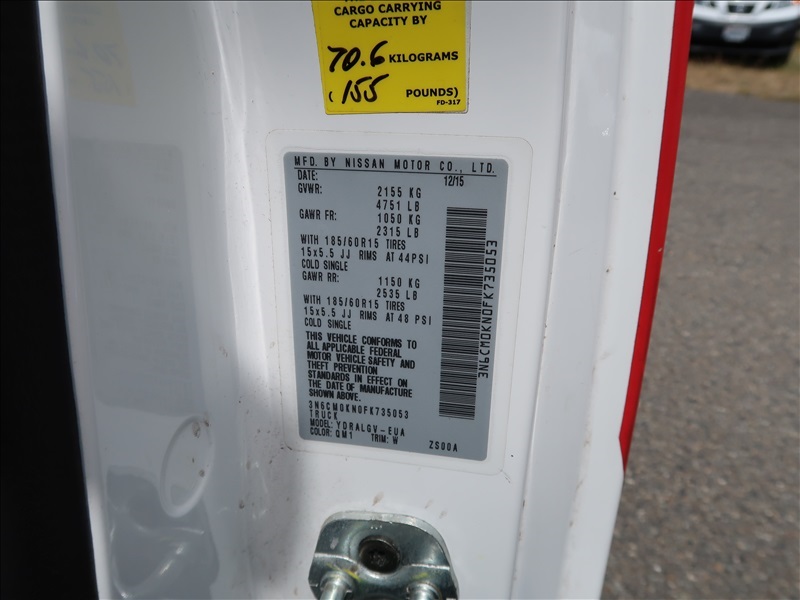 CARGO CARRYING
CAPACITY BY
70.6 KILOGRAMS
(155 POUNDS)
FD-317
MFD. BY NISSAN MOTOR CO., LTD.
DATE: 12/15
GVWR: 2155 KG
4751 LB
GAWR FR: 1050 KG
2315 LB
WITH 185/60R15 TIRES
15x5.5 JJ RIMS AT 44PSI
COLD SINGLE
GAWR RR: 1150 KG
2535 LB
WITH 185/60R15 TIRES
15x5.5 JJ RIMS AT 48 PSI
COLD SINGLE
THIS VEHICLE CONFORMS TO
ALL APPLICABLE FEDERAL
MOTOR VEHICLE SAFETY AND
THEFT PREVENTION
STANDARDS IN EFFECT ON
THE DATE OF MANUFACTURE
SHOWN ABOVE.
3N6CM0KN0FK735053
TRUCK
MODEL: YDRALGV-EUA
COLOR: QM1 TRIM: W ZS00A
3N6CM0KN0FK735053